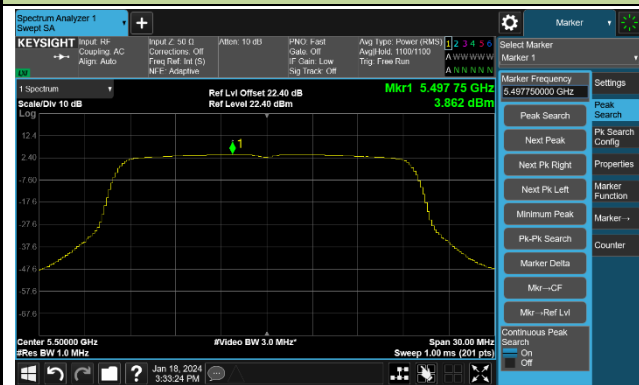 Spectrum Analyzer 1
Swept SA
+
Marker
KEYSIGHT
Input: RF
Coupling: AC
Align: Auto
Input Z: 50 Ω
Corrections: Off
Freq Ref: Int (S)
NFE: Adaptive
Atten: 10 dB
PNO: Fast
Gate: Off
IF Gain: Low
Sig Track: Off
Avg Type: Power (RMS)
Avg|Hold: 1100/1100
Trig: Free Run
1 2 3 4 5 6
A W W W W W
A N N N N N
LXI
Select Marker
Marker 1
1 Spectrum
Scale/Div 10 dB
Log
Ref Lvl Offset 22.40 dB
Ref Level 22.40 dBm
Mkr1 5.497 75 GHz
3.862 dBm
12.4
2.40
-7.60
-17.6
-27.6
-37.6
-47.6
-57.6
-67.6
1
Center 5.50000 GHz
#Res BW 1.0 MHz
#Video BW 3.0 MHz*
Span 30.00 MHz
Sweep 1.00 ms (201 pts)
Marker Frequency
5.497750000 GHz
Peak Search
Next Peak
Next Pk Right
Next Pk Left
Minimum Peak
Pk-Pk Search
Marker Delta
Mkr→CF
Mkr→Ref Lvl
Continuous Peak
Search
On
Off
Settings
Peak
Search
Pk Search
Config
Properties
Marker
Function
Marker→
Counter
?
Jan 18, 2024
3:33:24 PM